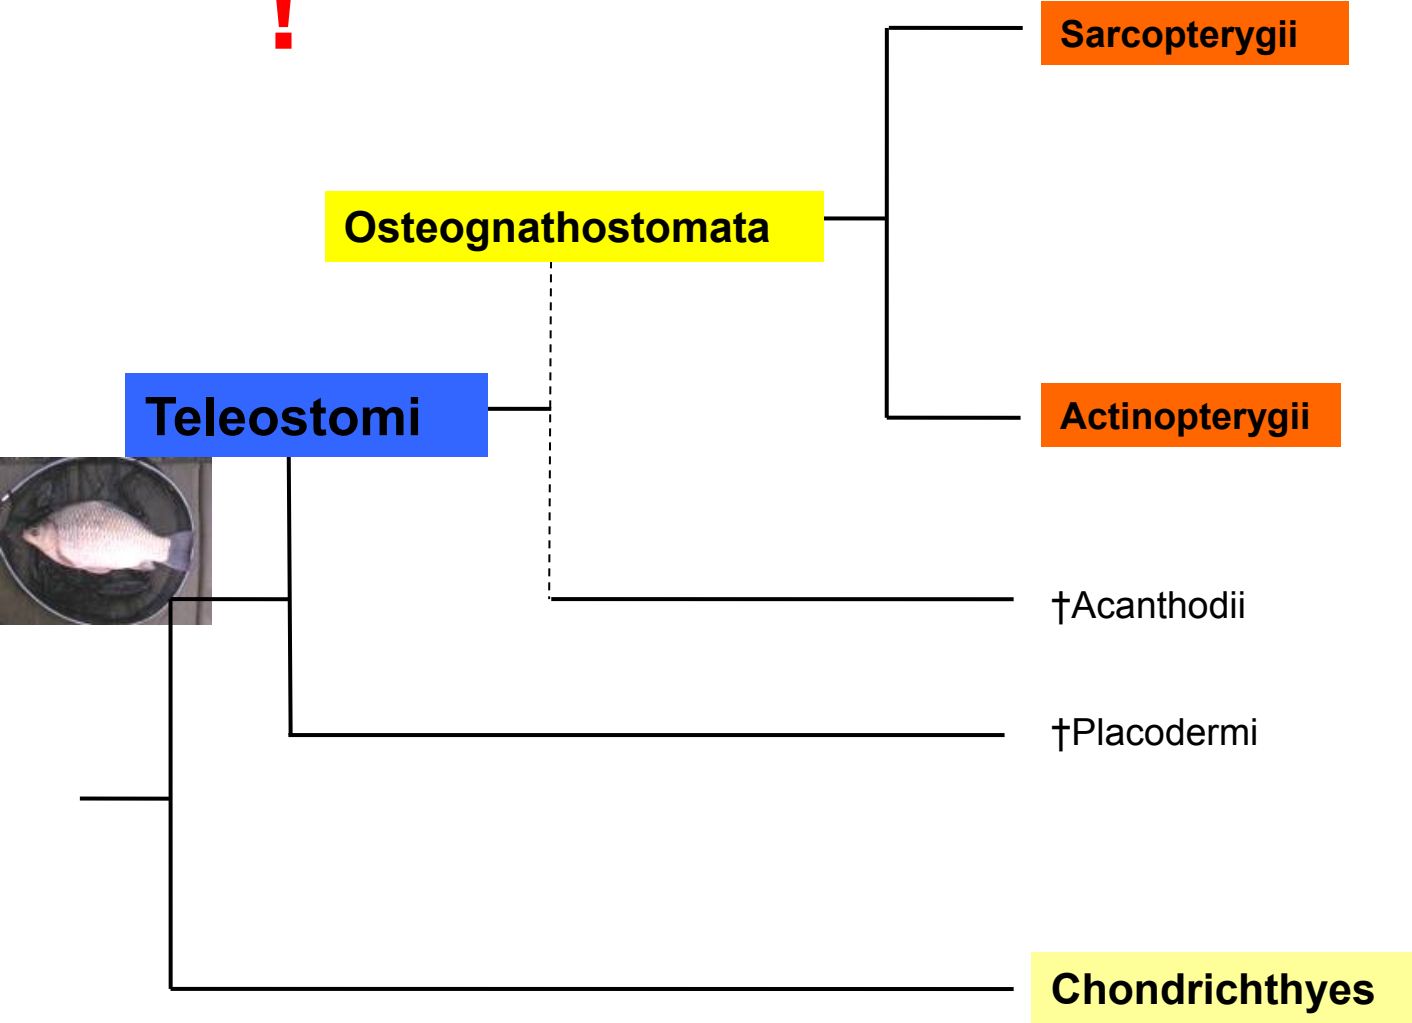 !
Sarcopterygii
Osteognathostomata
Teleostomi
Actinopterygii
†Acanthodii
†Placodermi
Chondrichthyes